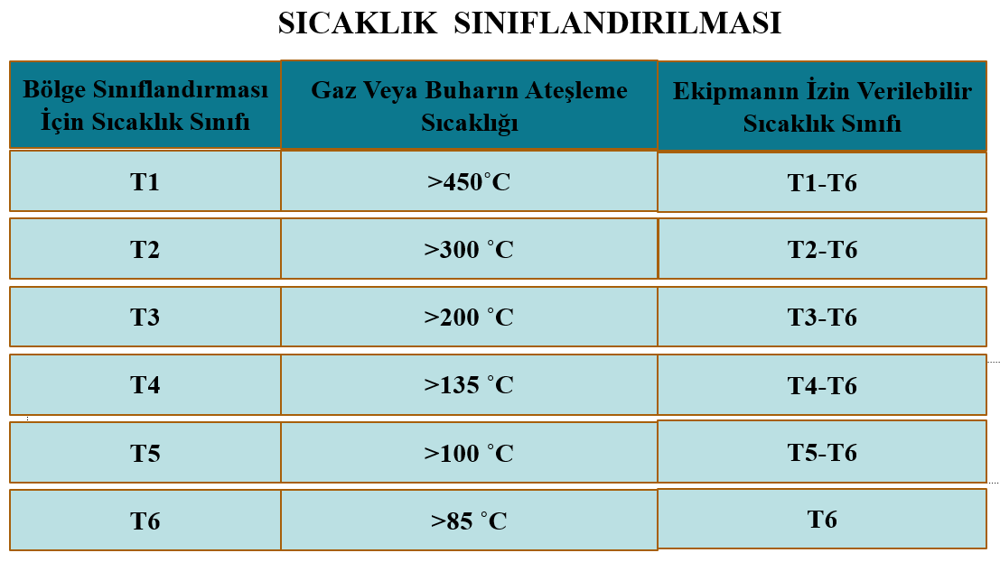 SICAKLIK SINIFLANDIRILMASI
Bölge Sınıflandırması
İçin Sıcaklık Sınıfı
Gaz Veya Buharın Ateşleme
Sıcaklığı
Ekipmanın İzin Verilebilir
Sıcaklık Sınıfı
T1 >450˚C T1-T6
T2 >300 ˚C T2-T6
T3 >200 ˚C T3-T6
T4 >135 ˚C T4-T6
T5 >100 ˚C T5-T6
T6 >85 ˚C T6